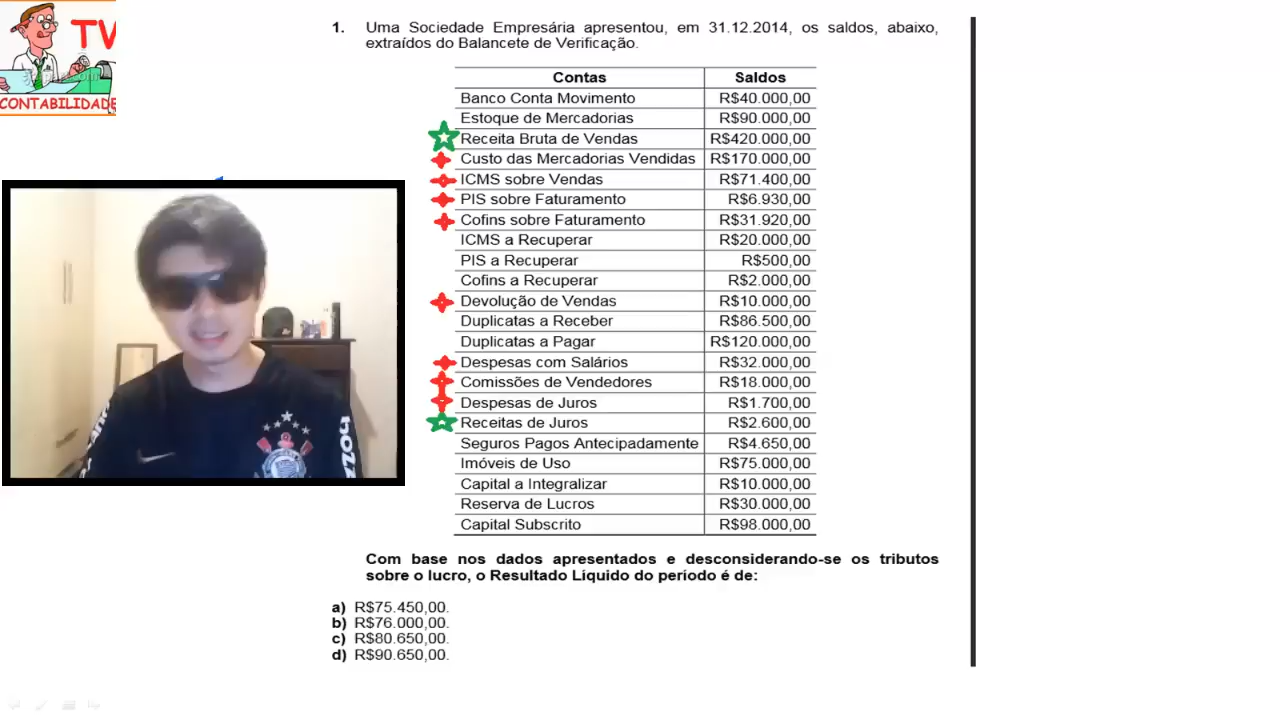 TV
CONTABILIDADE
1. Uma Sociedade Empresária apresentou, em 31.12.2014, os saldos, abaixo,
extraídos do Balancete de Verificação.
Contas Saldos
Banco Conta Movimento R$40.000,00
Estoque de Mercadorias R$90.000,00
Receita Bruta de Vendas R$420.000,00
Custo das Mercadorias Vendidas R$170.000,00
ICMS sobre Vendas R$71.400,00
PIS sobre Faturamento R$6.930,00
Cofins sobre Faturamento R$31.920,00
ICMS a Recuperar R$20.000,00
PIS a Recuperar R$500,00
Cofins a Recuperar R$2.000,00
Devolução de Vendas R$10.000,00
Duplicatas a Receber R$86.500,00
Duplicatas a Pagar R$120.000,00
Despesas com Salários R$32.000,00
Comissões de Vendedores R$18.000,00
Despesas de Juros R$1.700,00
Receitas de Juros R$2.600,00
Seguros Pagos Antecipadamente R$4.650,00
Imóveis de Uso R$75.000,00
Capital a Integralizar R$10.000,00
Reserva de Lucros R$30.000,00
Capital Subscrito R$98.000,00
Com base nos dados apresentados e desconsiderando-se os tributos
sobre o lucro, o Resultado Líquido do período é de:
a) R$75.450,00.
b) R$76.000,00.
c) R$80.650,00.
d) R$90.650,00.